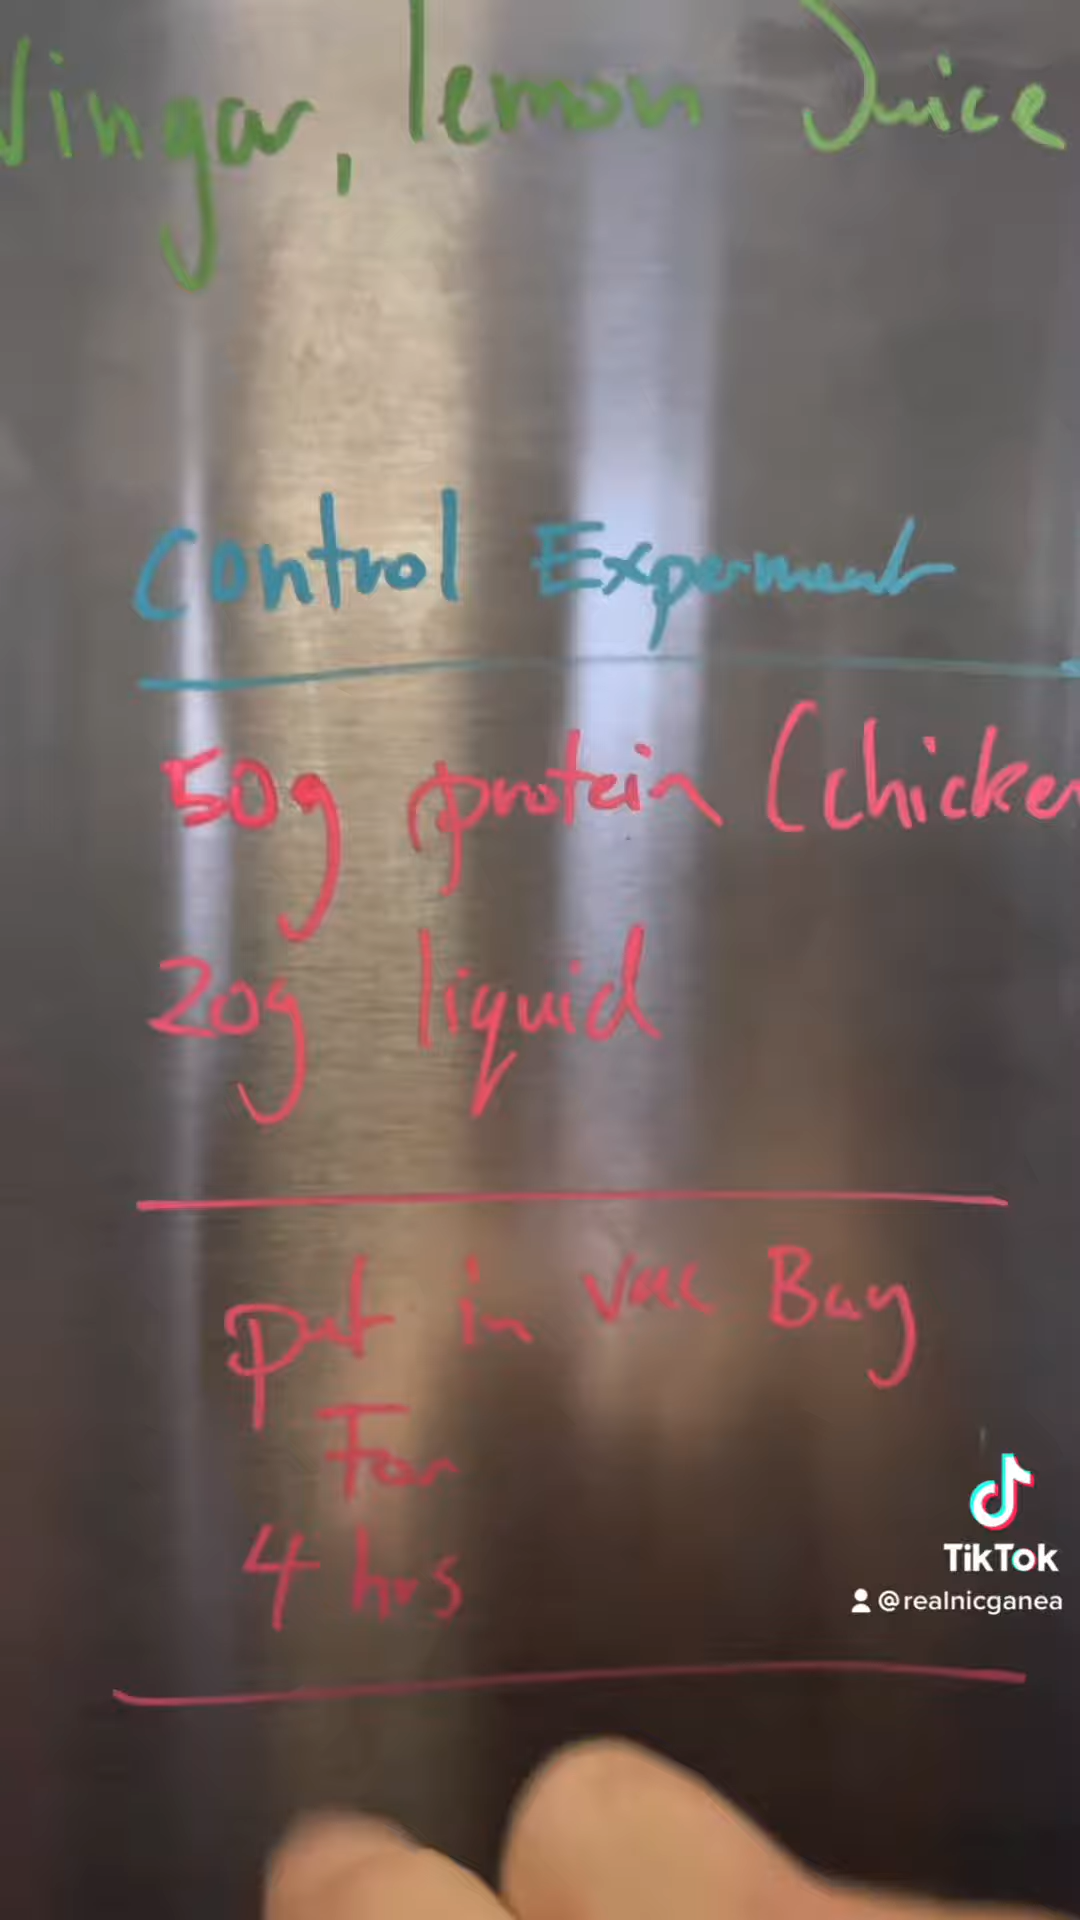 Vingar, lemon Juice
Control Experment
50g protein (chicken
20g liquid
put in vac Bag
For
4 hrs
TikTok
@realnicganea